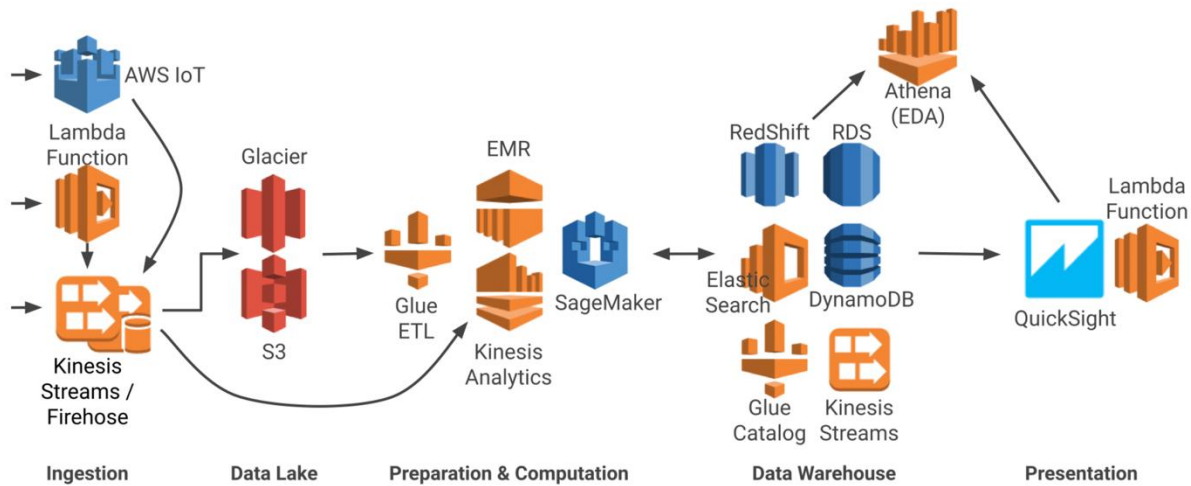 AWS IoT
Lambda
Function
Kinesis
Streams /
Firehose
Glacier
S3
EMR
Glue
ETL
SageMaker
Kinesis
Analytics
Athena
(EDA)
RedShift
RDS
Elastic
Search
DynamoDB
Glue
Catalog
Kinesis
Streams
Lambda
Function
QuickSight
Ingestion
Data Lake
Preparation & Computation
Data Warehouse
Presentation